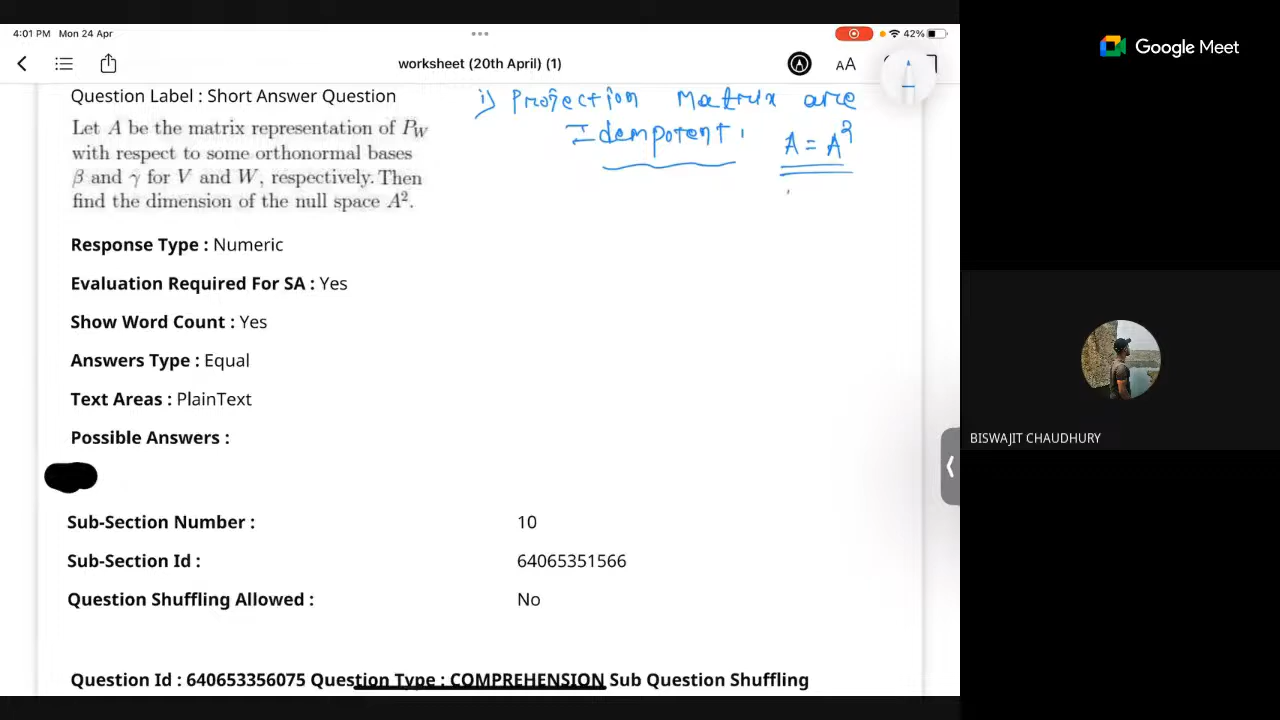 4:01 PM Mon 24 Apr
42%
worksheet (20th April) (1)
AA
Question Label : Short Answer Question
Let A be the matrix representation of P_W
with respect to some orthonormal bases
β and γ for V and W, respectively. Then
find the dimension of the null space A².
i) Projection Matrix are
Idempotent.
A = A²
Response Type : Numeric
Evaluation Required For SA : Yes
Show Word Count : Yes
Answers Type : Equal
Text Areas : PlainText
Possible Answers :
Sub-Section Number : 10
Sub-Section Id : 64065351566
Question Shuffling Allowed : No
Question Id : 640653356075 Question Type : COMPREHENSION Sub Question Shuffling
Google Meet
BISWAJIT CHAUDHURY